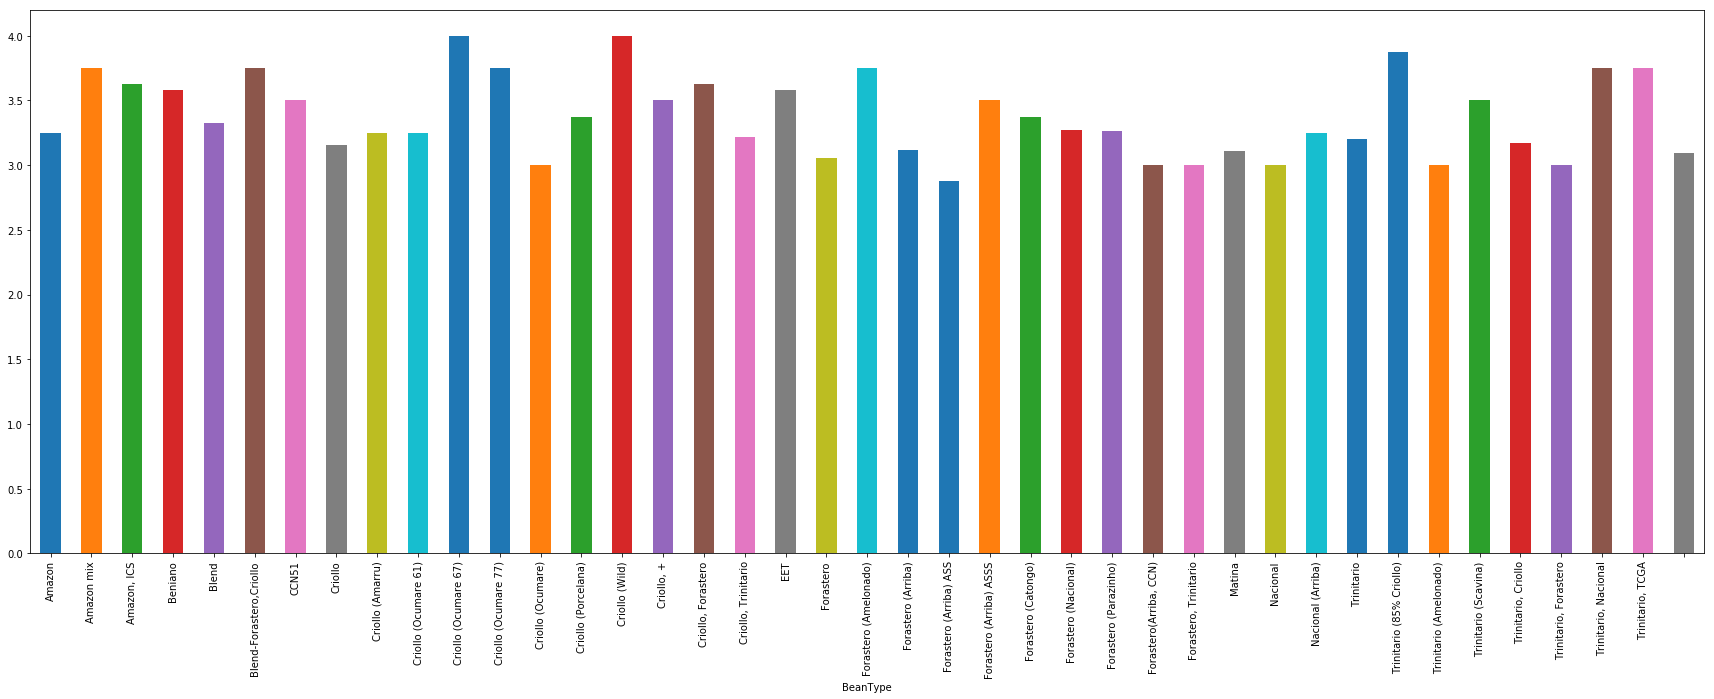 4.0
3.5
3.0
2.5
2.0
1.5
1.0
0.5
0.0
Amazon
Amazon mix
Amazon, ICS
Beniano
Blend
Blend-Forastero,Criollo
CCN51
Criollo
Criollo (Amarru)
Criollo (Ocumare 61)
Criollo (Ocumare 67)
Criollo (Ocumare 77)
Criollo (Ocumare)
Criollo (Porcelana)
Criollo (Wild)
Criollo, +
Criollo, Forastero
Criollo, Trinitario
EET
Forastero
Forastero (Amelonado)
Forastero (Arriba)
Forastero (Arriba) ASS
Forastero (Arriba) ASSS
Forastero (Catongo)
Forastero (Nacional)
Forastero (Parazinho)
Forastero(Arriba, CCN)
Forastero, Trinitario
Matina
Nacional
Nacional (Arriba)
Trinitario
Trinitario (85% Criollo)
Trinitario (Amelonado)
Trinitario (Scavina)
Trinitario, Criollo
Trinitario, Forastero
Trinitario, Nacional
Trinitario, TCGA
BeanType